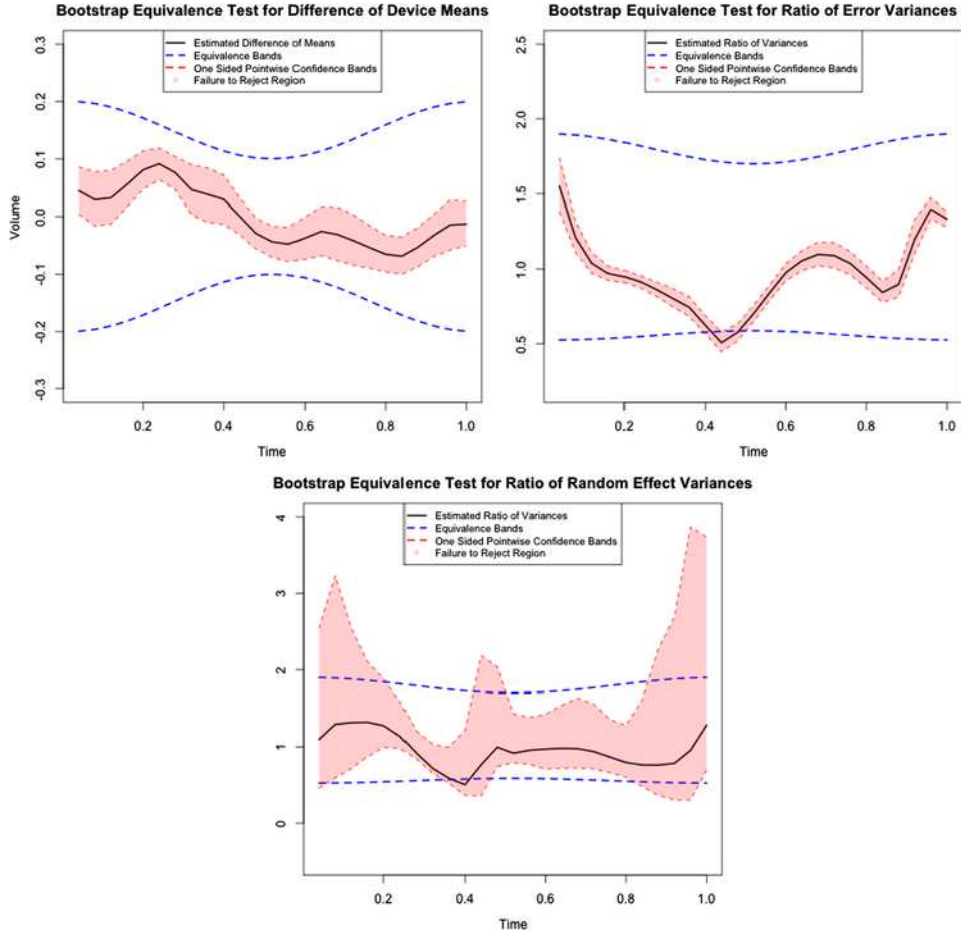 Bootstrap Equivalence Test for Difference of Device Means
Estimated Difference of Means
Equivalence Bands
One Sided Pointwise Confidence Bands
Failure to Reject Region
Volume
0.3
0.2
0.1
0.0
-0.1
-0.2
-0.3
0.2 0.4 0.6 0.8 1.0
Time
Bootstrap Equivalence Test for Ratio of Error Variances
Estimated Ratio of Variances
Equivalence Bands
One Sided Pointwise Confidence Bands
Failure to Reject Region
2.5
2.0
1.5
1.0
0.5
0.2 0.4 0.6 0.8 1.0
Time
Bootstrap Equivalence Test for Ratio of Random Effect Variances
Estimated Ratio of Variances
Equivalence Bands
One Sided Pointwise Confidence Bands
Failure to Reject Region
4
3
2
1
0
0.2 0.4 0.6 0.8 1.0
Time